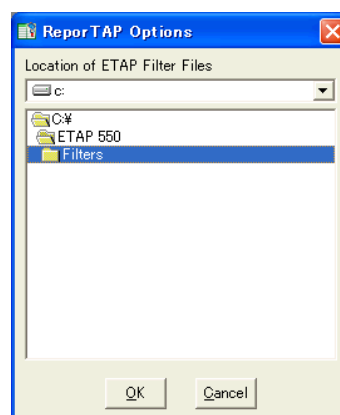 ReporTAP Options
Location of ETAP Filter Files
c:
C:¥
ETAP 550
Filters
OK
Cancel